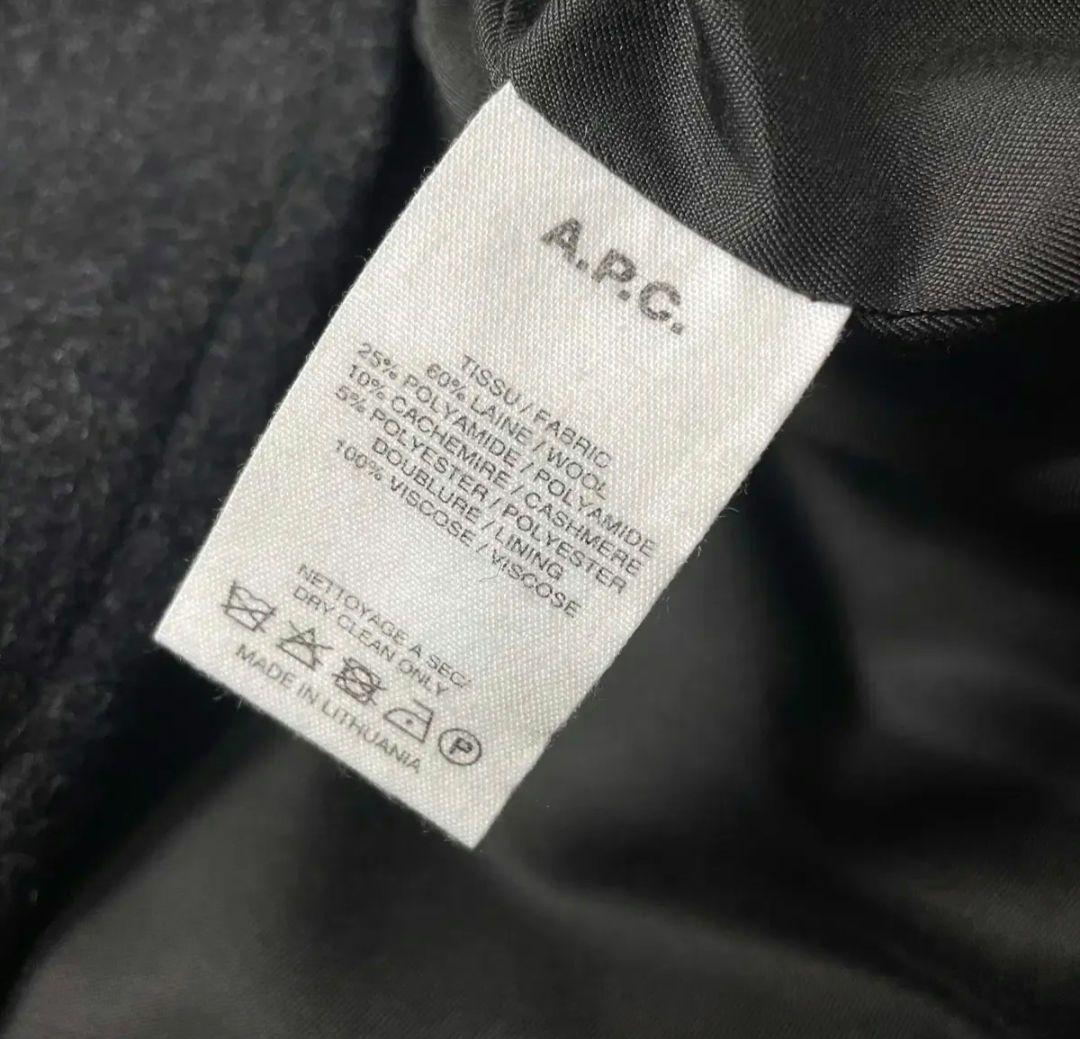 A.P.C.
TISSU / FABRIC
60% LAINE / WOOL
25% POLYAMIDE / POLYAMIDE
10% CACHEMIRE / CASHMERE
5% POLYESTER / POLYESTER
DOUBLURE / LINING
100% VISCOSE / VISCOSE
NETTOYAGE A SEC/
DRY CLEAN ONLY
P
MADE IN LITHUANIA